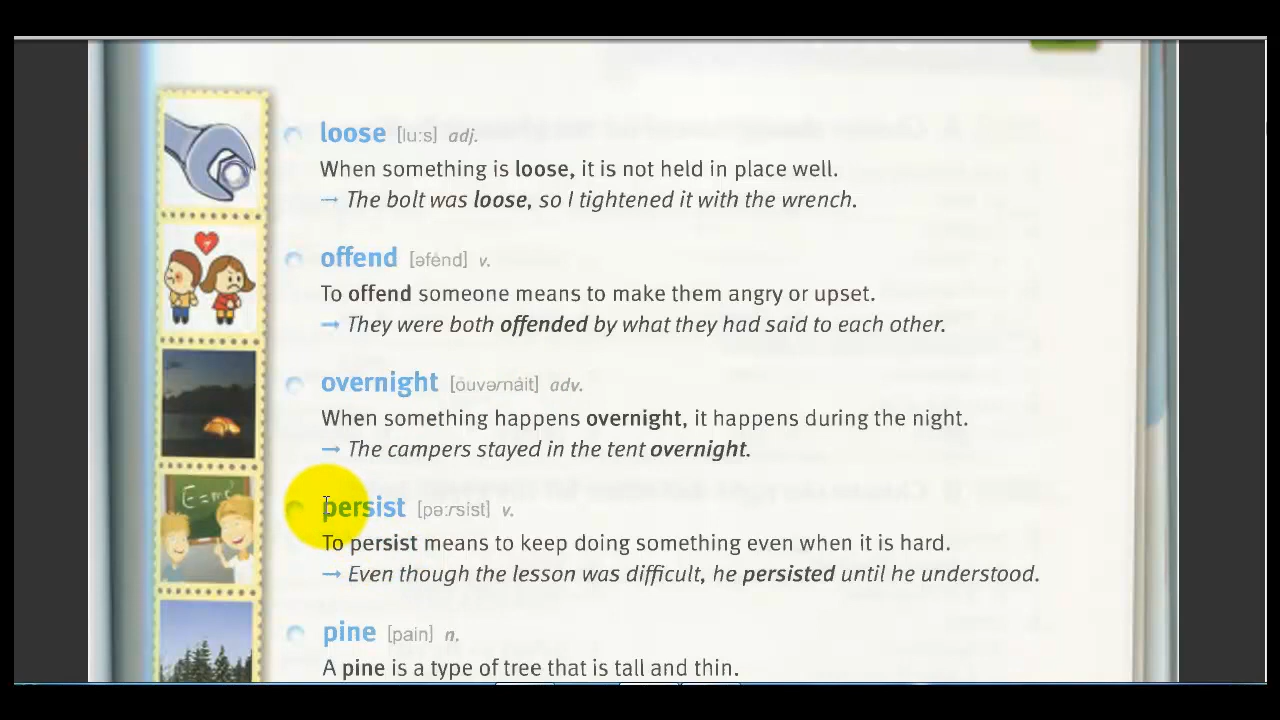 loose [lu:s] adj.
When something is loose, it is not held in place well.
→ The bolt was loose, so I tightened it with the wrench.
offend [əfénd] v.
To offend someone means to make them angry or upset.
→ They were both offended by what they had said to each other.
overnight [óuvərnáit] adv.
When something happens overnight, it happens during the night.
→ The campers stayed in the tent overnight.
E=mc²
persist [pə:rsíst] v.
To persist means to keep doing something even when it is hard.
→ Even though the lesson was difficult, he persisted until he understood.
pine [pain] n.
A pine is a type of tree that is tall and thin.